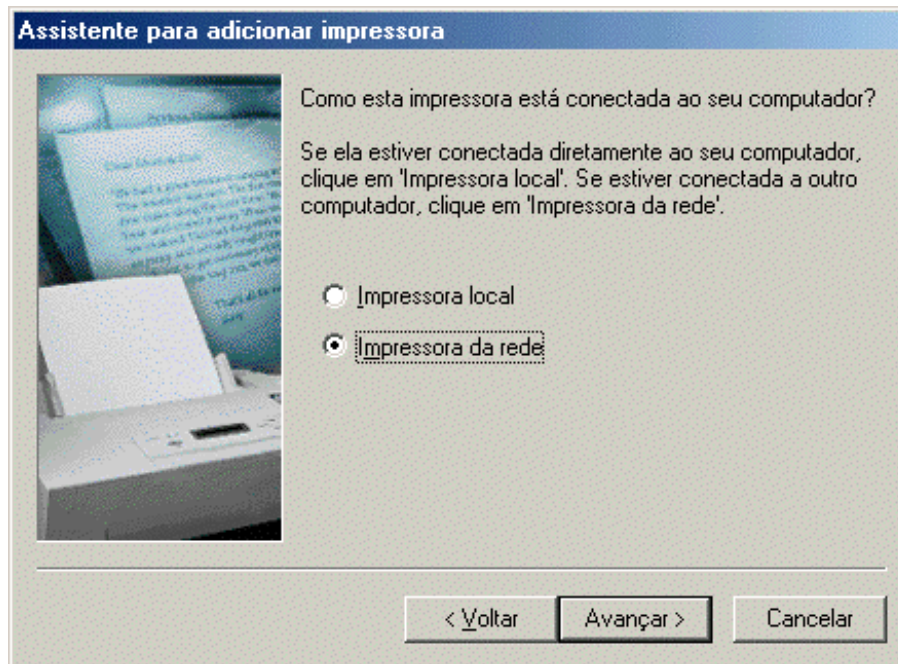 Assistente para adicionar impressora
Como esta impressora está conectada ao seu computador?
Se ela estiver conectada diretamente ao seu computador,
clique em 'Impressora local'. Se estiver conectada a outro
computador, clique em 'Impressora da rede'.
Impressora local
Impressora da rede
< Voltar
Avançar >
Cancelar